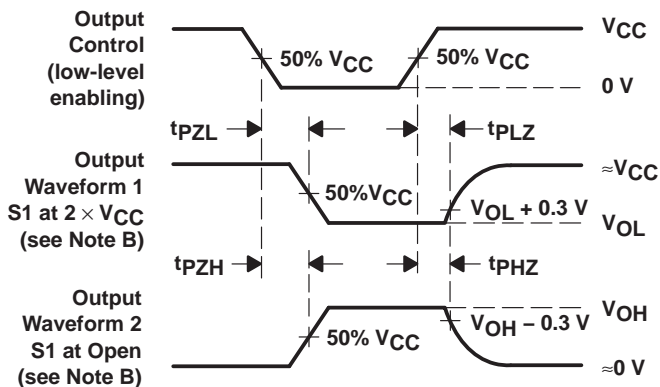 Output
Control
(low-level
enabling)
50% VCC
50% VCC
VCC
0 V
tPZL
tPLZ
Output
Waveform 1
S1 at 2 × VCC
(see Note B)
50%VCC
VOL + 0.3 V
≈VCC
VOL
tPZH
tPHZ
Output
Waveform 2
S1 at Open
(see Note B)
50% VCC
VOH − 0.3 V
VOH
≈0 V